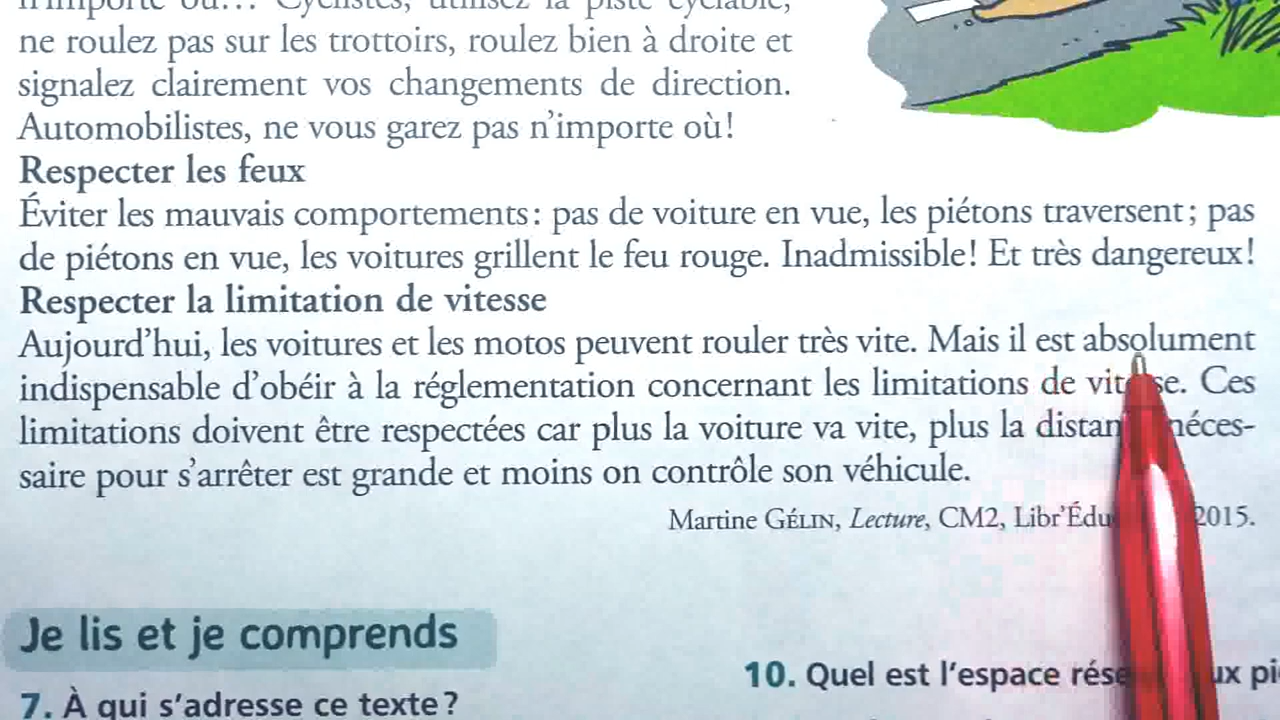 n'importe où... Cyclistes, utilisez la piste cyclable,
ne roulez pas sur les trottoirs, roulez bien à droite et
signalez clairement vos changements de direction.
Automobilistes, ne vous garez pas n'importe où!
Respecter les feux
Éviter les mauvais comportements: pas de voiture en vue, les piétons traversent; pas
de piétons en vue, les voitures grillent le feu rouge. Inadmissible! Et très dangereux!
Respecter la limitation de vitesse
Aujourd'hui, les voitures et les motos peuvent rouler très vite. Mais il est absolument
indispensable d'obéir à la réglementation concernant les limitations de vitesse. Ces
limitations doivent être respectées car plus la voiture va vite, plus la distan néces-
saire pour s'arrêter est grande et moins on contrôle son véhicule.
Martine GÉLIN, Lecture, CM2, Libr'Édu 2015.
Je lis et je comprends
10. Quel est l'espace
7. À qui s'adresse ce texte?